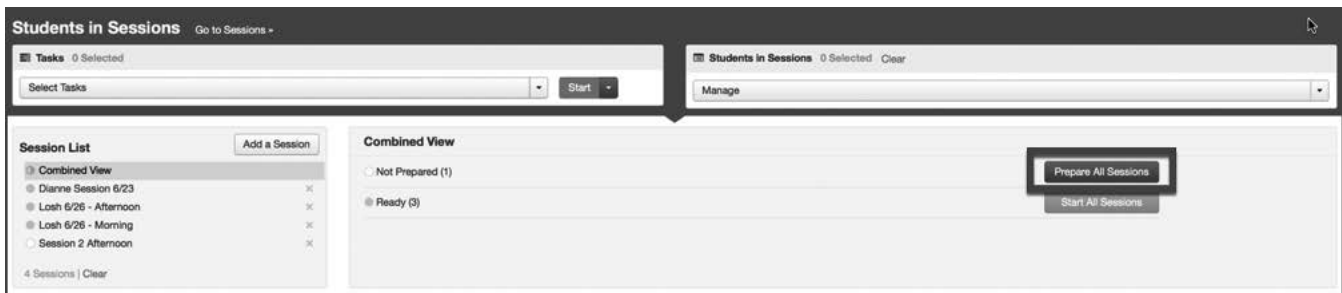 Students in Sessions Go to Sessions »
Tasks 0 Selected
Select Tasks
Start
Students in Sessions 0 Selected Clear
Manage
Session List
Add a Session
Combined View
Dianne Session 6/23
Losh 6/26 - Afternoon
Losh 6/26 - Morning
Session 2 Afternoon
4 Sessions | Clear
Combined View
Not Prepared (1)
Prepare All Sessions
Ready (3)
Start All Sessions